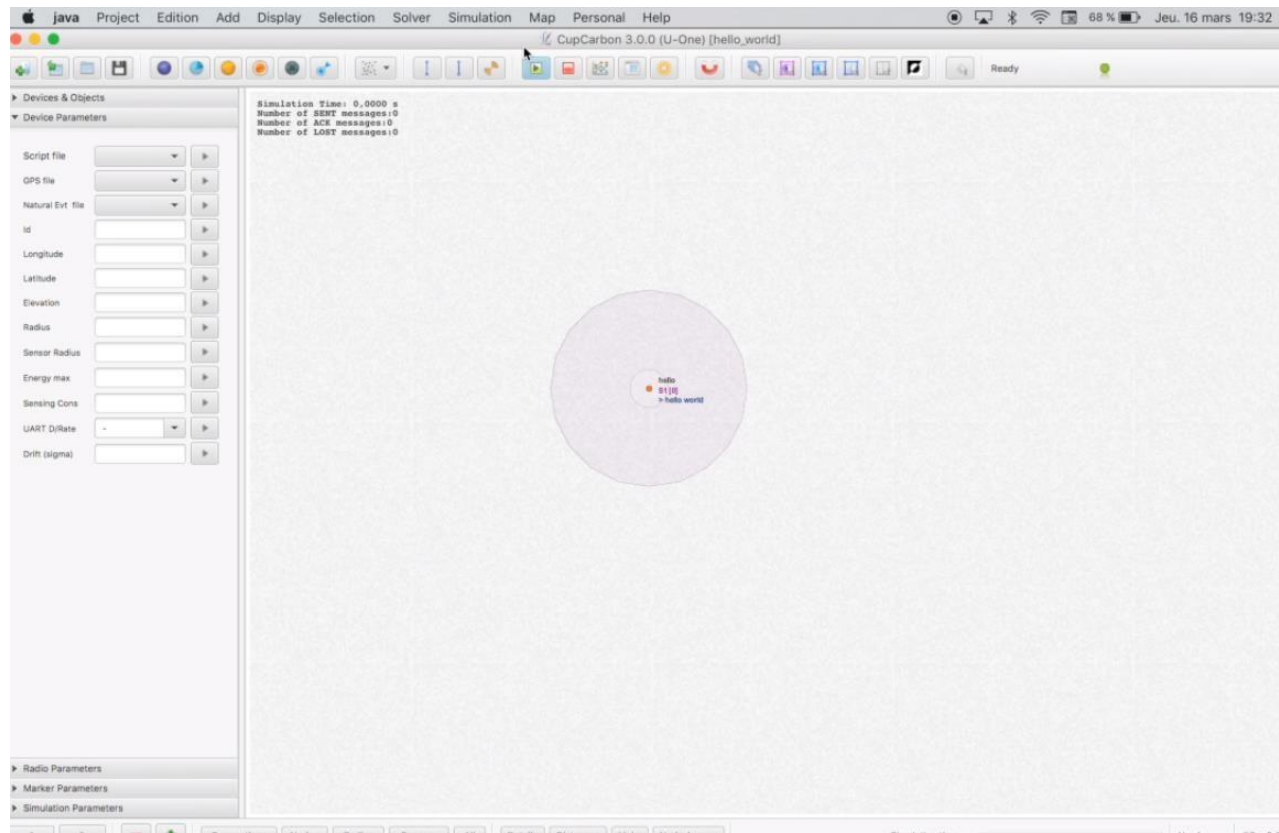 java Project Edition Add Display Selection Solver Simulation Map Personal Help 68 % Jeu. 16 mars 19:32
CupCarbon 3.0.0 (U-One) [hello_world]
Ready
Devices & Objects
Device Parameters
Script file
GPS file
Natural Evt file
Id
Longitude
Latitude
Elevation
Radius
Sensor Radius
Energy max
Sensing Cons
UART D/Rate -
Drift (sigma)
Radio Parameters
Marker Parameters
Simulation Parameters
Simulation Time: 0,0000 s
Number of SENT messages:0
Number of ACK messages:0
Number of LOST messages:0
hello
S1[0]
> hello world